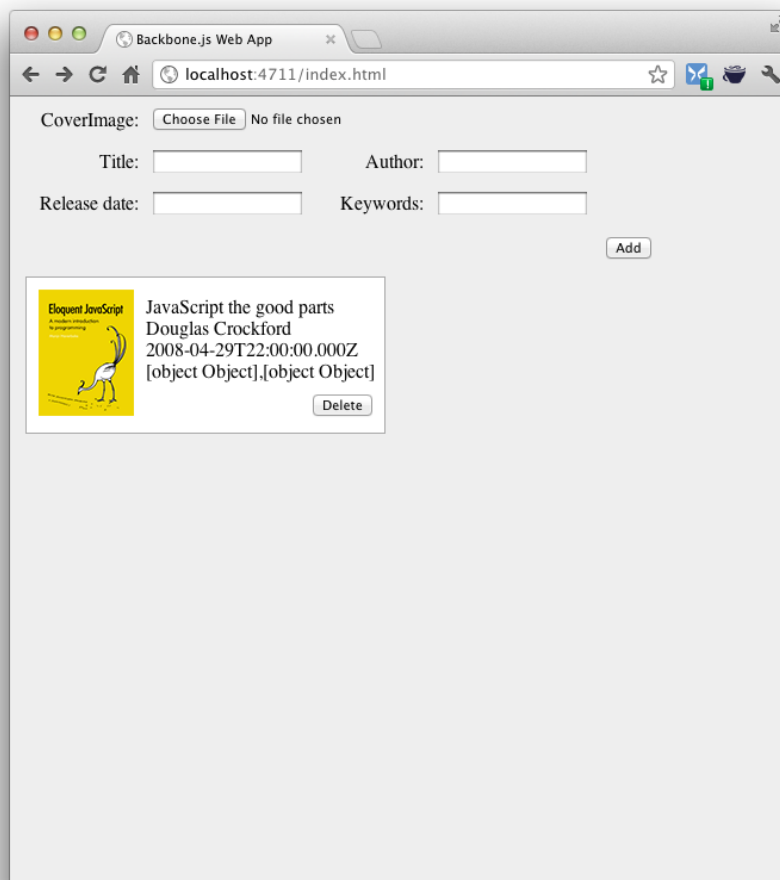 Backbone.js Web App
localhost:4711/index.html
CoverImage: Choose File No file chosen
Title: Author:
Release date: Keywords:
Add
Eloquent JavaScript
A modern introduction
to programming
JavaScript the good parts
Douglas Crockford
2008-04-29T22:00:00.000Z
[object Object],[object Object]
Delete